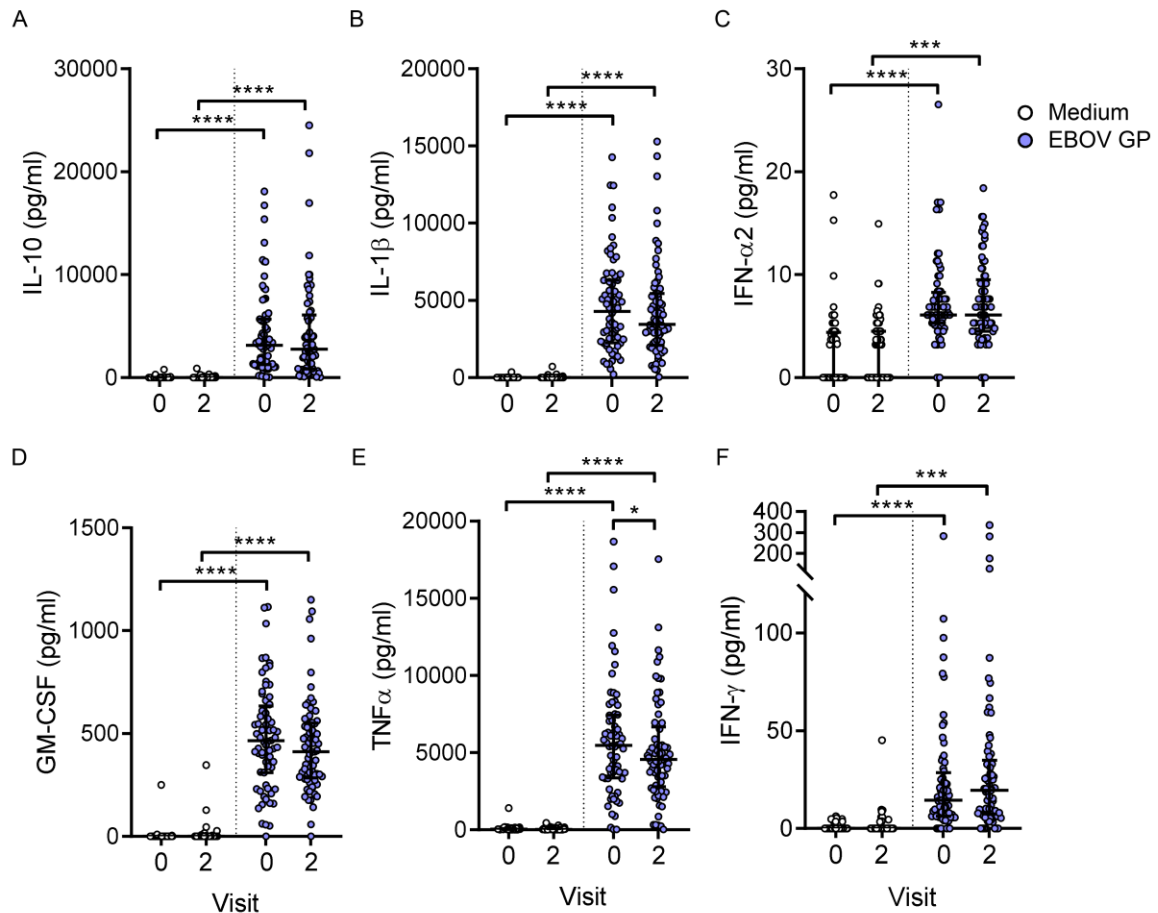 A
B
C
30000
20000
10000
0
IL-10 (pg/ml)
****
****
0 2 0 2
20000
15000
10000
5000
0
IL-1β (pg/ml)
****
****
0 2 0 2
30
20
10
0
IFN-α2 (pg/ml)
***
****
0 2 0 2
Medium
EBOV GP
D
E
F
1500
1000
500
0
GM-CSF (pg/ml)
****
****
0 2 0 2
Visit
20000
15000
10000
5000
0
TNFα (pg/ml)
****
****
*
0 2 0 2
Visit
400
300
200
100
50
0
IFN-γ (pg/ml)
***
****
0 2 0 2
Visit